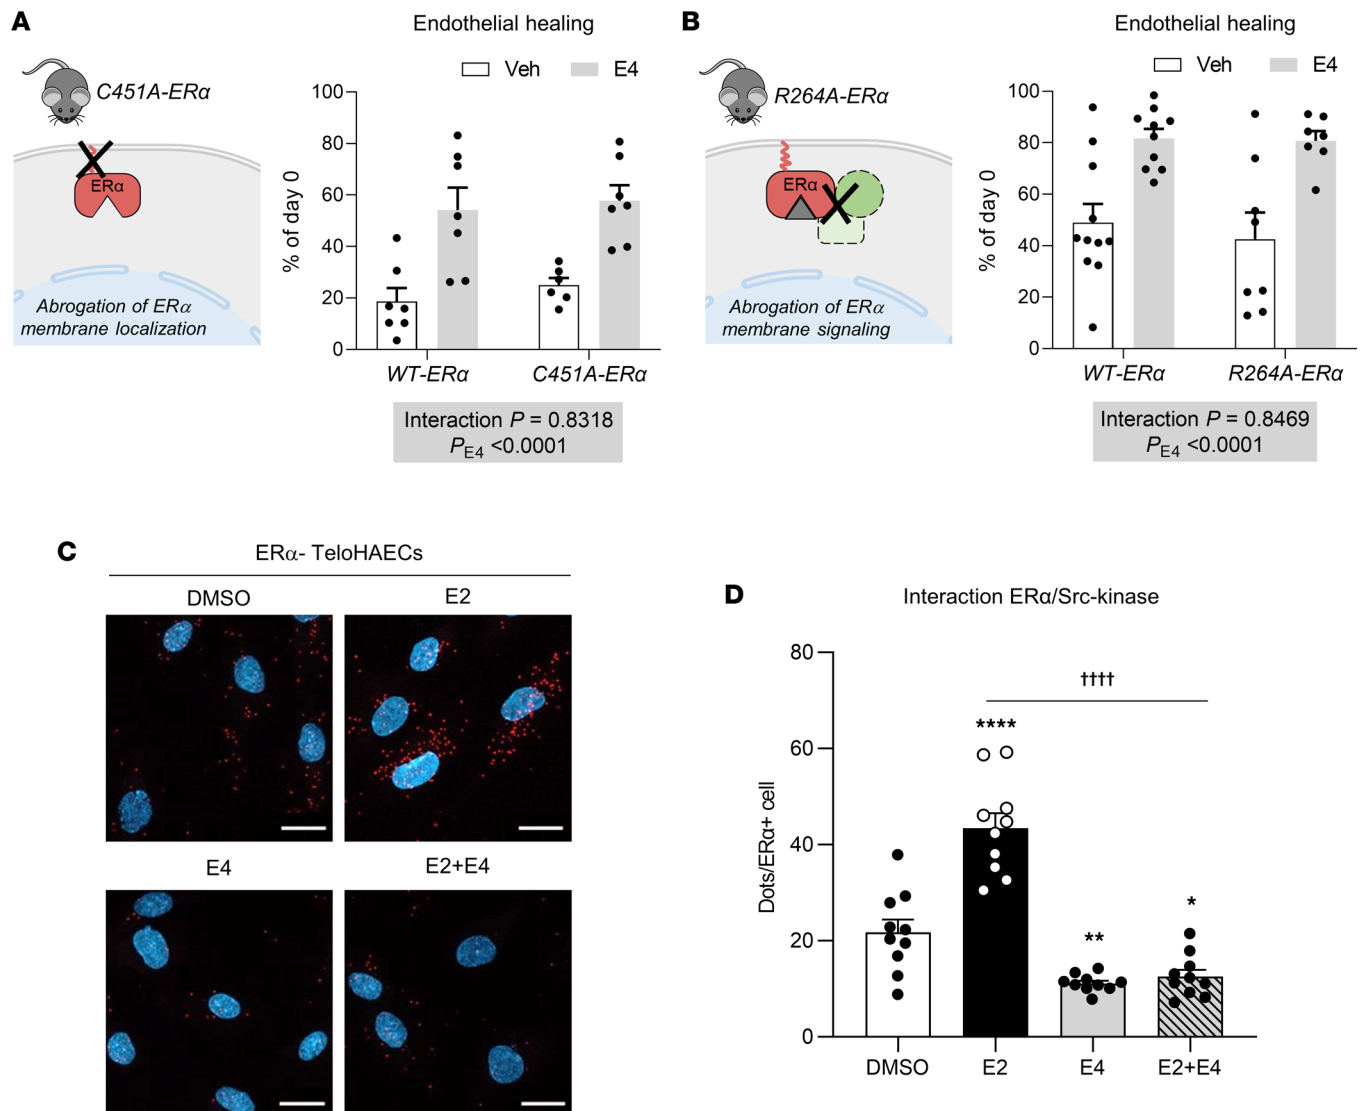 A
Endothelial healing
Veh
E4
C451A-ERα
ERα
Abrogation of ERα
membrane localization
% of day 0
100
80
60
40
20
0
WT-ERα
C451A-ERα
Interaction P = 0.8318
PE4 <0.0001
B
Endothelial healing
Veh
E4
R264A-ERα
ERα
Abrogation of ERα
membrane signaling
% of day 0
100
80
60
40
20
0
WT-ERα
R264A-ERα
Interaction P = 0.8469
PE4 <0.0001
C
ERα- TeloHAECs
DMSO
E2
E4
E2+E4
D
Interaction ERα/Src-kinase
Dots/ERα+ cell
80
60
40
20
0
††††
****
**
*
DMSO
E2
E4
E2+E4